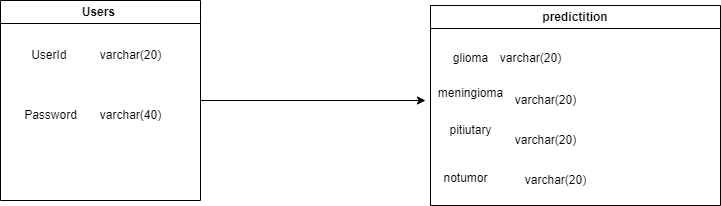 Users
UserId varchar(20)
Password varchar(40)
predictition
glioma varchar(20)
meningioma varchar(20)
pitiutary varchar(20)
notumor varchar(20)